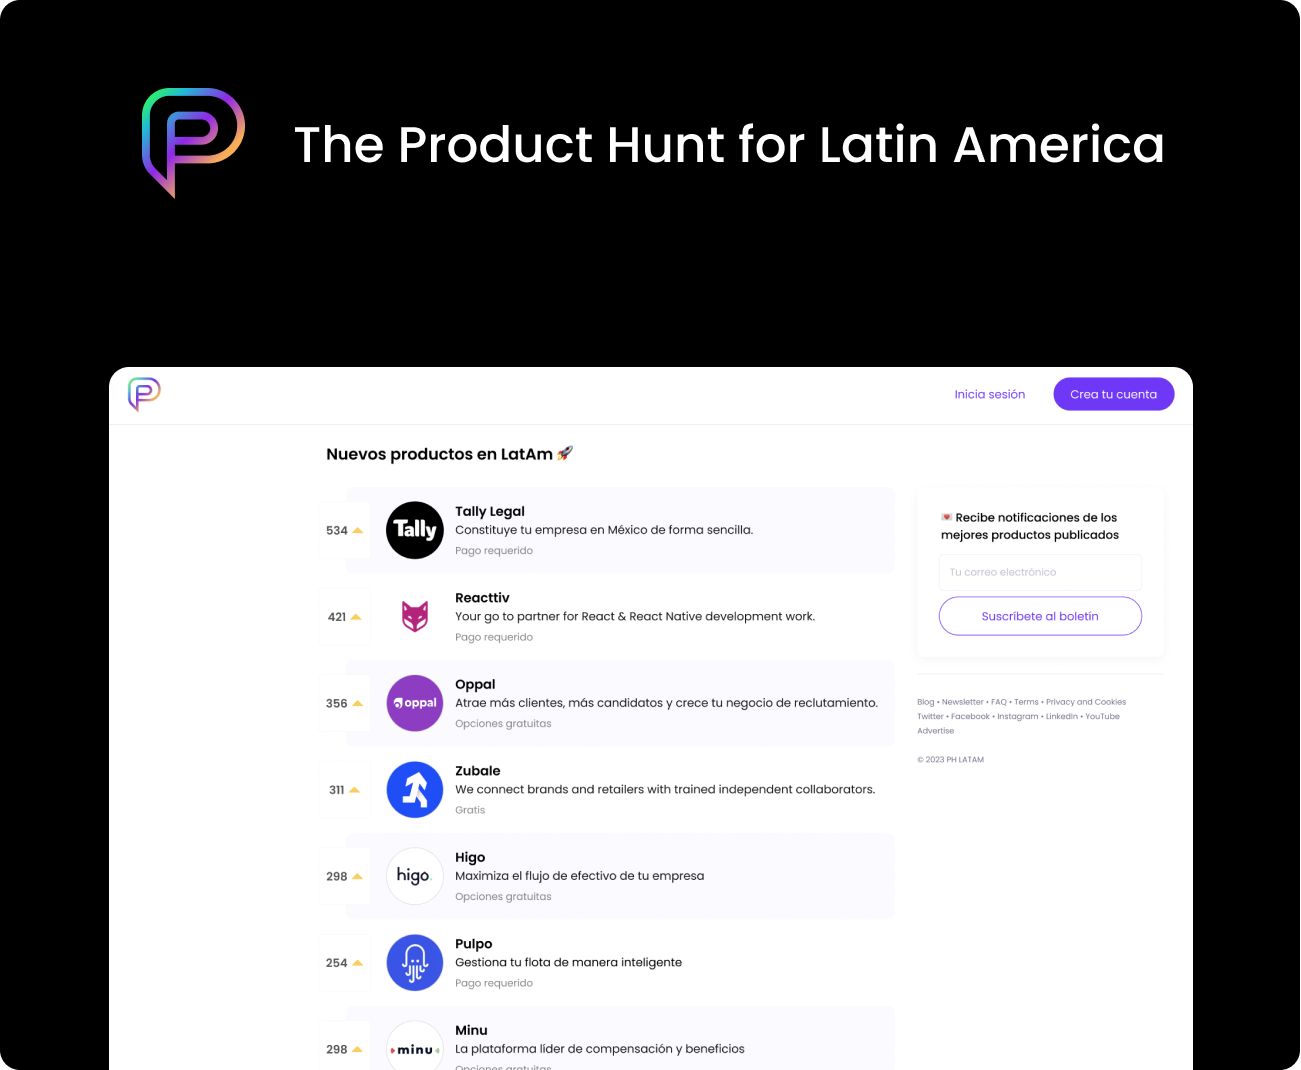 The Product Hunt for Latin America
Inicia sesión
Crea tu cuenta
Nuevos productos en LatAm 🚀
534
Tally
Tally Legal
Constituye tu empresa en México de forma sencilla.
Pago requerido
421
Reacttiv
Your go to partner for React & React Native development work.
Pago requerido
356
oppal
Oppal
Atrae más clientes, más candidatos y crece tu negocio de reclutamiento.
Opciones gratuitas
311
Zubale
We connect brands and retailers with trained independent collaborators.
Gratis
298
higo
Higo
Maximiza el flujo de efectivo de tu empresa
Opciones gratuitas
254
Pulpo
Gestiona tu flota de manera inteligente
Pago requerido
298
minu
Minu
La plataforma líder de compensación y beneficios
Opciones gratuitas
💌 Recibe notificaciones de los
mejores productos publicados
Tu correo electrónico
Suscríbete al boletín
Blog • Newsletter • FAQ • Terms • Privacy and Cookies
Twitter • Facebook • Instagram • LinkedIn • YouTube
Advertise
© 2023 PH LATAM